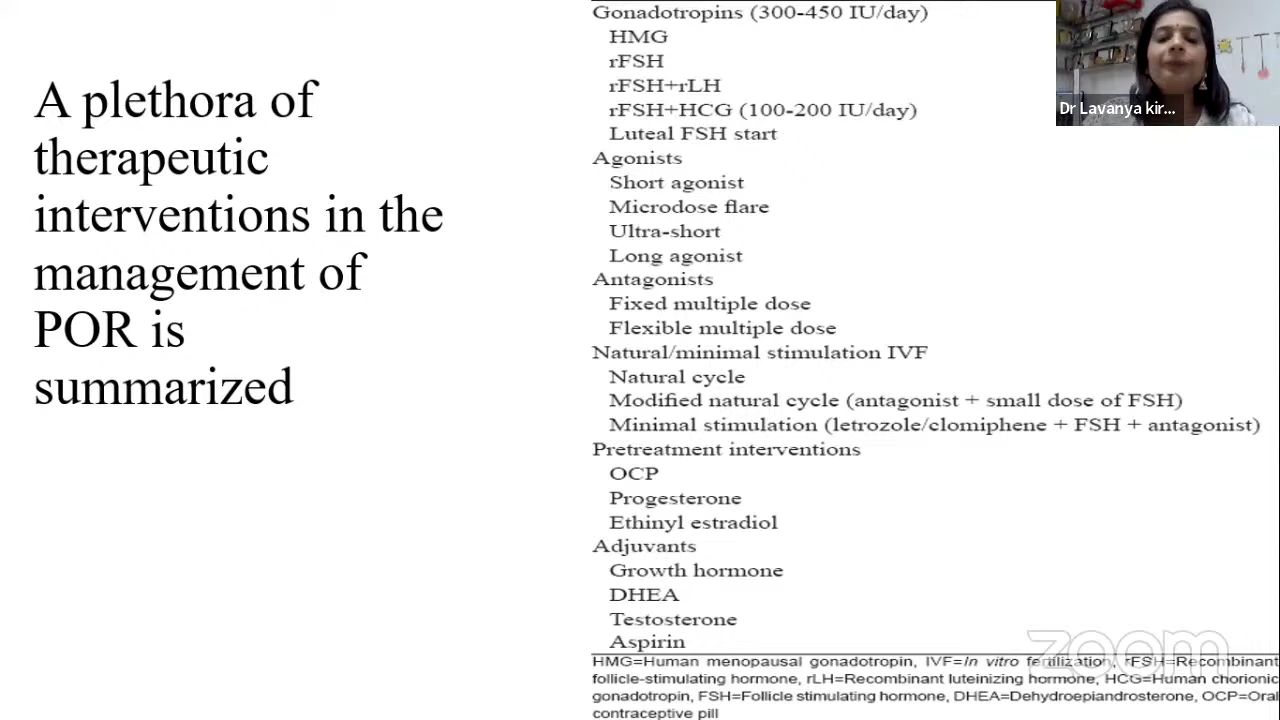 A plethora of
therapeutic
interventions in the
management of
POR is
summarized
Gonadotropins (300-450 IU/day)
HMG
rFSH
rFSH+rLH
rFSH+HCG (100-200 IU/day)
Luteal FSH start
Agonists
Short agonist
Microdose flare
Ultra-short
Long agonist
Antagonists
Fixed multiple dose
Flexible multiple dose
Natural/minimal stimulation IVF
Natural cycle
Modified natural cycle (antagonist + small dose of FSH)
Minimal stimulation (letrozole/clomiphene + FSH + antagonist)
Pretreatment interventions
OCP
Progesterone
Ethinyl estradiol
Adjuvants
Growth hormone
DHEA
Testosterone
Aspirin
HMG=Human menopausal gonadotropin, IVF=In vitro fertilization, rFSH=Recombinant
follicle-stimulating hormone, rLH=Recombinant luteinizing hormone, HCG=Human chorionic
gonadotropin, FSH=Follicle stimulating hormone, DHEA=Dehydroepiandrosterone, OCP=Oral
contraceptive pill
Dr Lavanya kir...
zoom